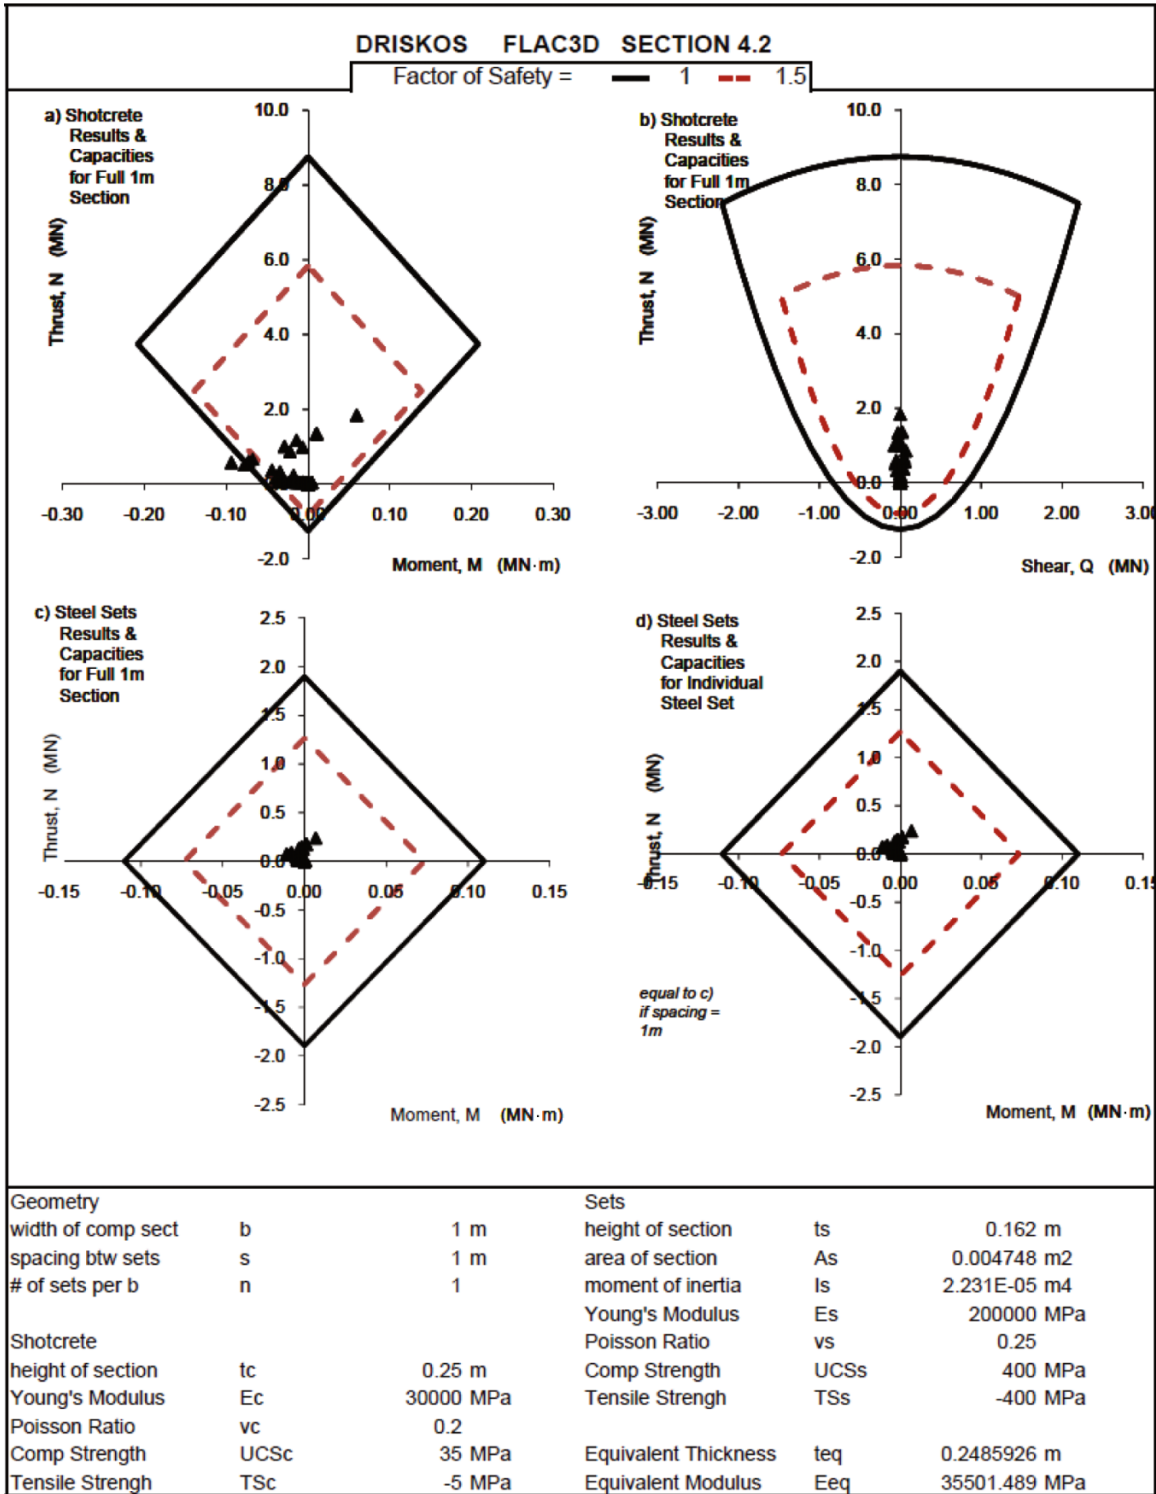 DRISKOS FLAC3D SECTION 4.2
Factor of Safety = 1 1.5
a) Shotcrete
Results &
Capacities
for Full 1m
Section
Thrust, N (MN)
10.0
8.0
6.0
4.0
2.0
0.0
-2.0
-0.30
-0.20
-0.10
0.00
0.10
0.20
0.30
Moment, M (MN·m)
b) Shotcrete
Results &
Capacities
for Full 1m
Section
Thrust, N (MN)
10.0
8.0
6.0
4.0
2.0
0.0
-2.0
-3.00
-2.00
-1.00
0.00
1.00
2.00
3.00
Shear, Q (MN)
c) Steel Sets
Results &
Capacities
for Full 1m
Section
Thrust, N (MN)
2.5
2.0
1.5
1.0
0.5
0.0
-0.5
-1.0
-1.5
-2.0
-2.5
-0.15
-0.10
-0.05
0.00
0.05
0.10
0.15
Moment, M (MN·m)
d) Steel Sets
Results &
Capacities
for Individual
Steel Set
Thrust, N (MN)
2.5
2.0
1.5
1.0
0.5
0.0
-0.5
-1.0
-1.5
-2.0
-2.5
-0.15
-0.10
-0.05
0.00
0.05
0.10
0.15
equal to c)
if spacing =
1m
Moment, M (MN·m)
Geometry
width of comp sect b 1 m
spacing btw sets s 1 m
# of sets per b n 1
Shotcrete
height of section tc 0.25 m
Young's Modulus Ec 30000 MPa
Poisson Ratio vc 0.2
Comp Strength UCSc 35 MPa
Tensile Strengh TSc -5 MPa
Sets
height of section ts 0.162 m
area of section As 0.004748 m2
moment of inertia Is 2.231E-05 m4
Young's Modulus Es 200000 MPa
Poisson Ratio vs 0.25
Comp Strength UCSs 400 MPa
Tensile Strengh TSs -400 MPa
Equivalent Thickness teq 0.2485926 m
Equivalent Modulus Eeq 35501.489 MPa